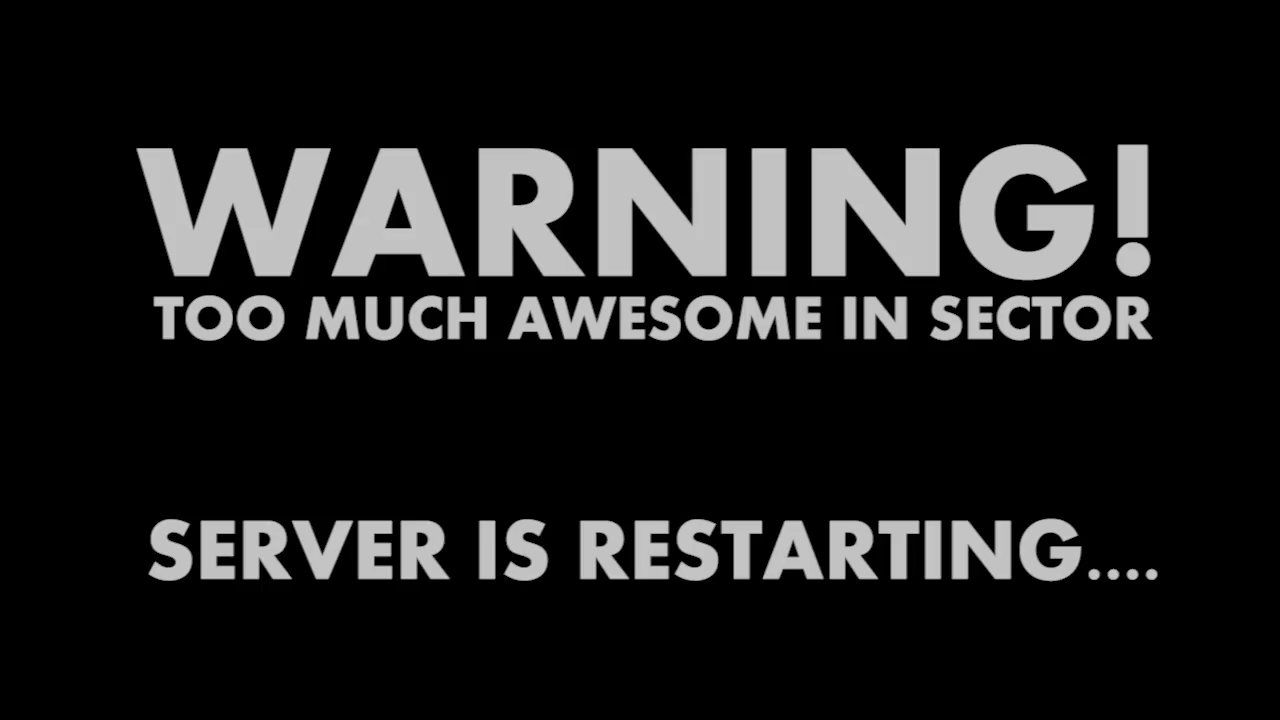 WARNING!
TOO MUCH AWESOME IN SECTOR
SERVER IS RESTARTING....